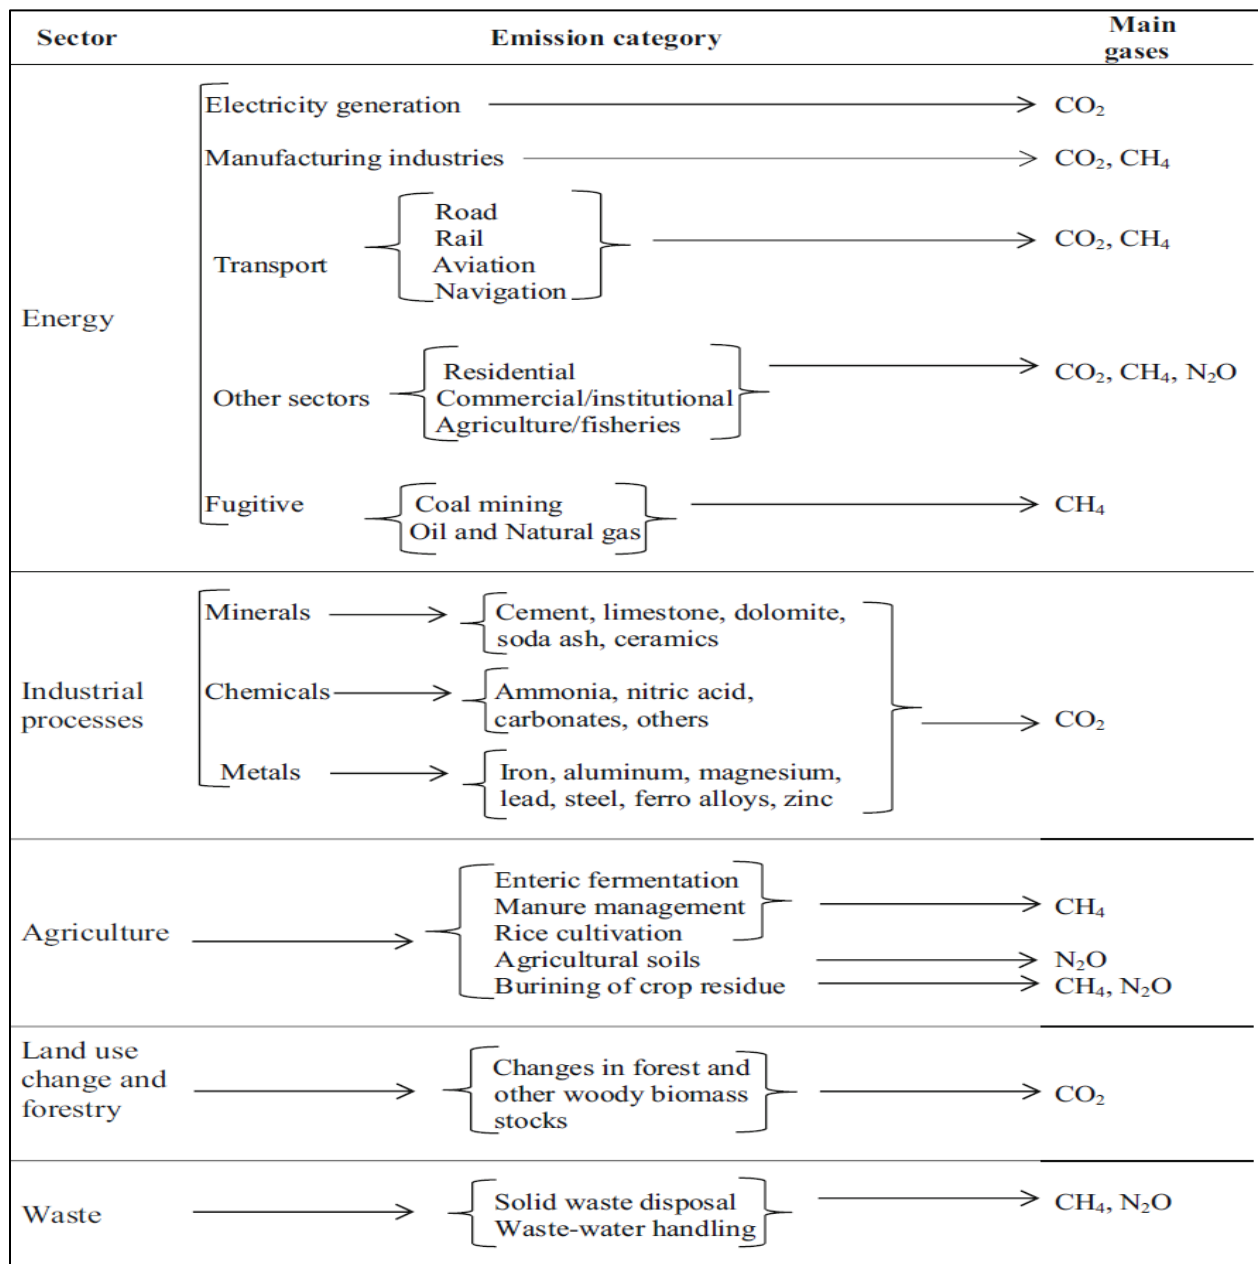 Sector Emission category Main gases
Electricity generation CO₂
Manufacturing industries CO₂, CH₄
Road
Rail CO₂, CH₄
Transport Aviation
Navigation
Energy
Residential CO₂, CH₄, N₂O
Other sectors Commercial/institutional
Agriculture/fisheries
Fugitive Coal mining CH₄
Oil and Natural gas
Minerals Cement, limestone, dolomite,
soda ash, ceramics
Industrial Chemicals Ammonia, nitric acid,
processes carbonates, others CO₂
Metals Iron, aluminum, magnesium,
lead, steel, ferro alloys, zinc
Enteric fermentation
Manure management CH₄
Agriculture Rice cultivation
Agricultural soils N₂O
Burining of crop residue CH₄, N₂O
Land use
change and Changes in forest and
forestry other woody biomass CO₂
stocks
Solid waste disposal CH₄, N₂O
Waste Waste-water handling